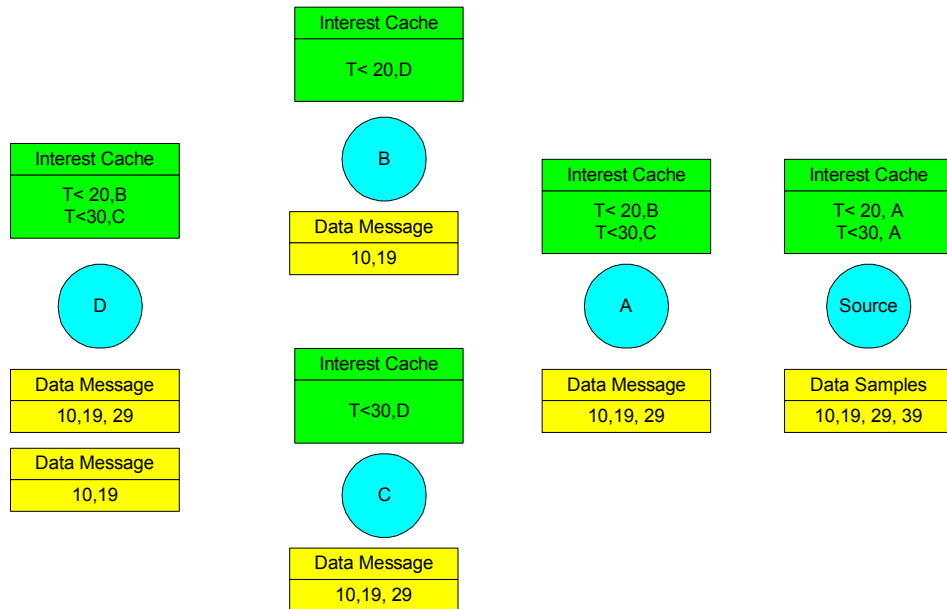 Interest Cache
T< 20,D
B
Data Message
10,19
Interest Cache
T< 20,B
T<30,C
D
Data Message
10,19, 29
Data Message
10,19
Interest Cache
T<30,D
C
Data Message
10,19, 29
Interest Cache
T< 20,B
T<30,C
A
Data Message
10,19, 29
Interest Cache
T< 20, A
T<30, A
Source
Data Samples
10,19, 29, 39